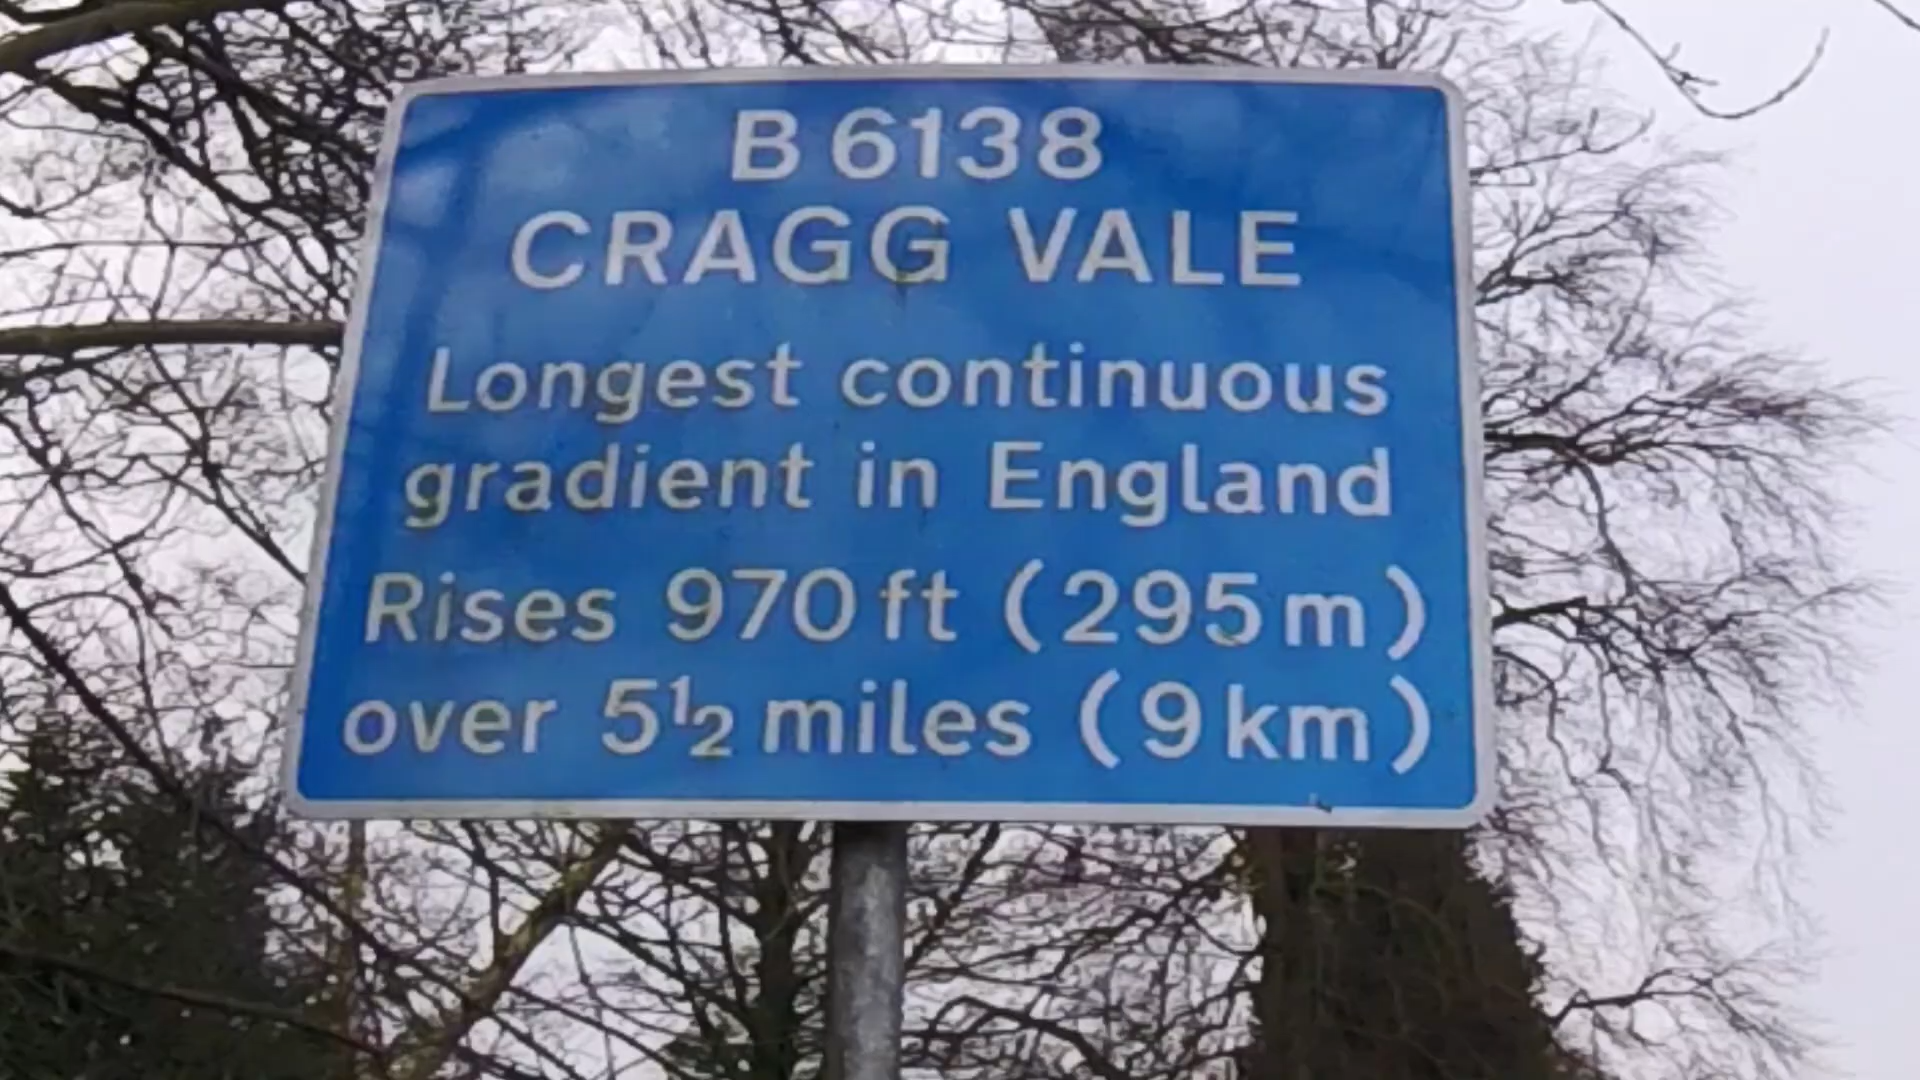 B 6138
CRAGG VALE
Longest continuous
gradient in England
Rises 970 ft (295 m)
over 5½ miles (9 km)